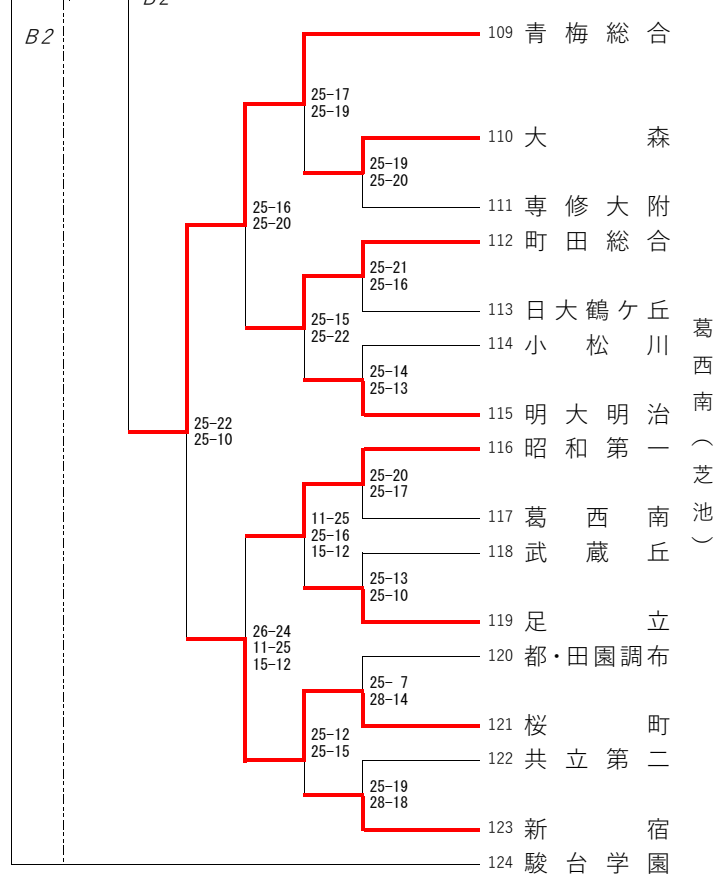 B2
109 青梅総合
25-17
25-19
110 大森
25-19
25-20
111 専修大附
25-16
25-20
112 町田総合
25-21
25-16
113 日大鶴ケ丘
25-15
25-22
114 小松川
25-14
25-13
115 明大明治
25-22
25-10
116 昭和第一
25-20
25-17
117 葛西南
11-25
25-16
15-12
118 武蔵丘
25-13
25-10
119 足立
26-24
11-25
15-12
120 都・田園調布
25- 7
28-14
121 桜町
25-12
25-15
122 共立第二
25-19
28-18
123 新宿
124 駿台学園
葛西南(芝池)